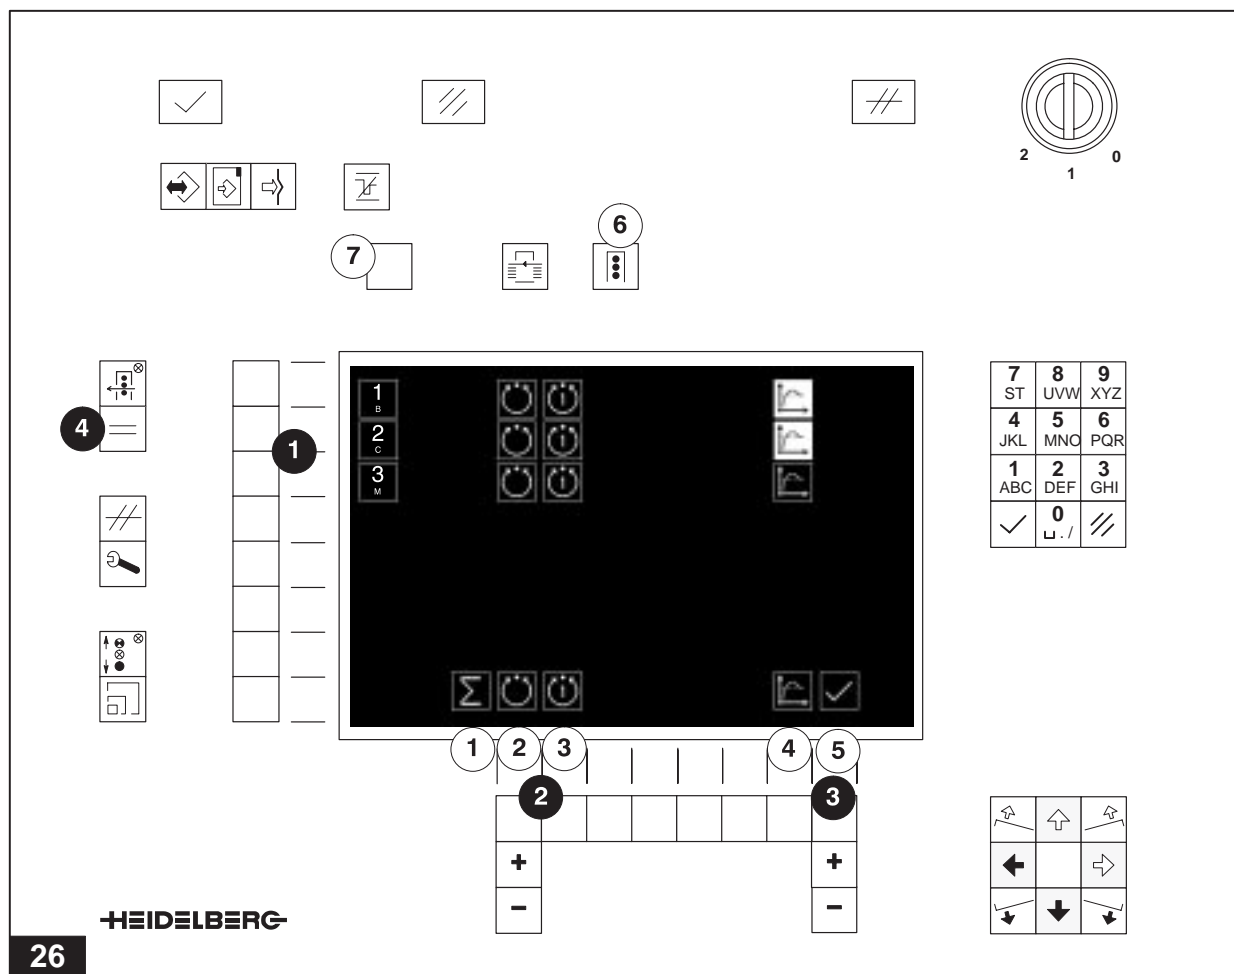 2 1 0
6
7
1 B
2 C
3 M
4
1
7 ST 8 UVW 9 XYZ
4 JKL 5 MNO 6 PQR
1 ABC 2 DEF 3 GHI
0
␣ . /
Σ
1 2 3 4 5
2 3
+ +
− −
HEIDELBERG
26